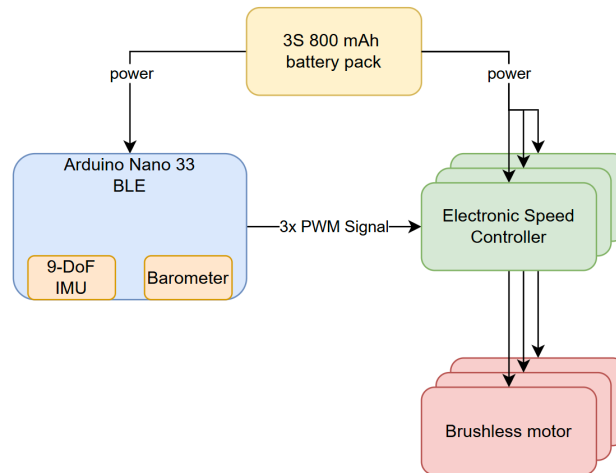 3S 800 mAh
battery pack
power
power
Arduino Nano 33
BLE
9-DoF
IMU
Barometer
3x PWM Signal
Electronic Speed
Controller
Brushless motor